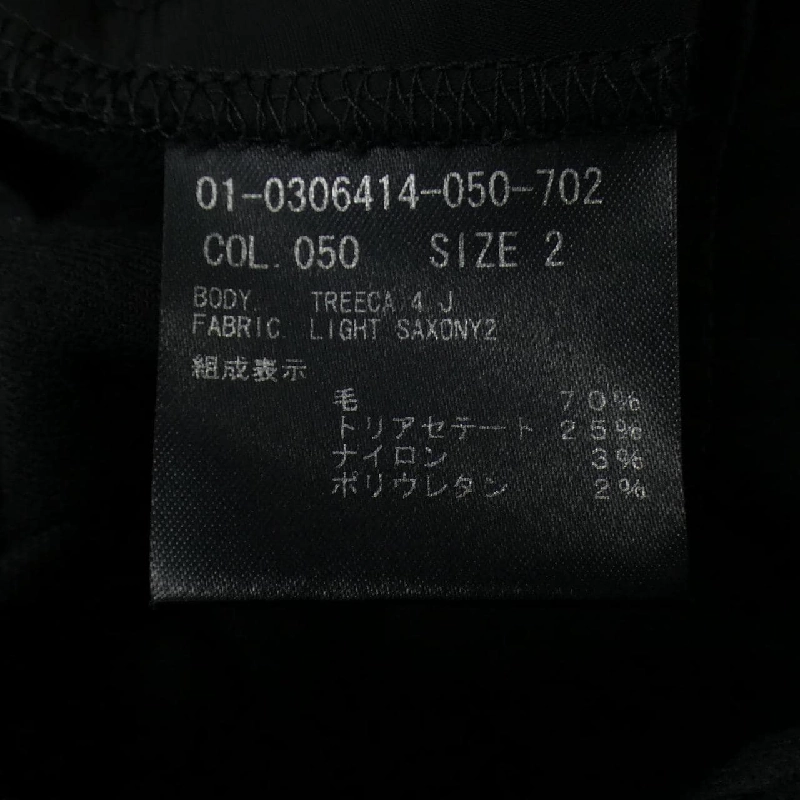 01-0306414-050-702
COL. 050 SIZE 2
BODY. TREECA 4 J
FABRIC. LIGHT SAXONY2
組成表示
毛 70%
トリアセテート 25%
ナイロン 3%
ポリウレタン 2%